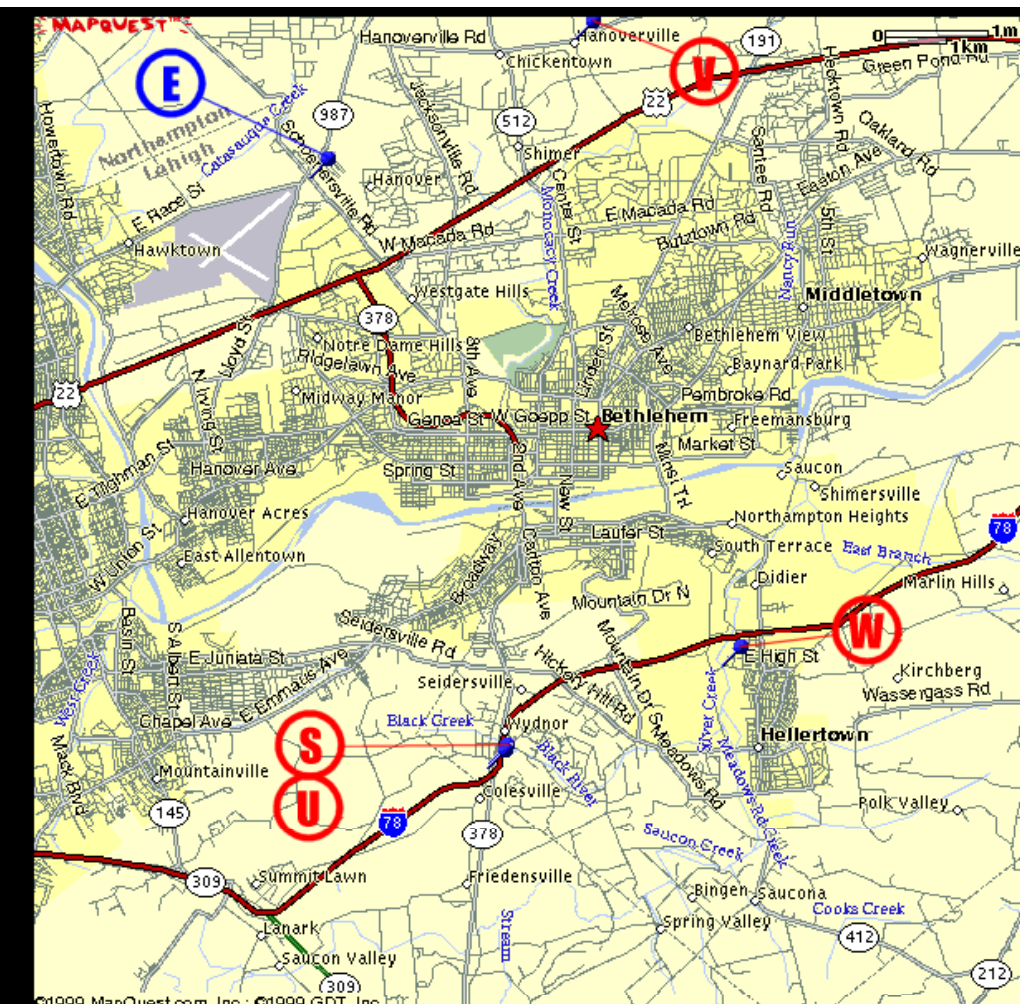 MAPQUEST
Hanoverville Rd
Hanoverville
191
0
1m
1km
Green Pond Rd
Chickentown
E
V
22
Hecktown Rd
Howertown Rd
987
Jacksonville Rd
512
Oakland Rd
Catasauqua Creek
Northampton
Lehigh
Schoenersville Rd
Shimer
Santee Rd
Easton Ave
Hanover
Center St
Monocacy Creek
E Race St
E Macada Rd
15th St
Hawktown
W Macada Rd
Butztown Rd
Nancy Run
Wagnerville
Westgate Hills
Middletown
378
Melrose Ave
Linden St
Bethlehem View
Lloyd St
Notre Dame Hills
8th Ave
Ridgelawn Ave
Baynard Park
22
N Irving St
Midway Manor
Pembroke Rd
Genoa St
W Goepp St
Bethlehem
Freemansburg
Market St
E Tilghman St
Hanover Ave
Spring St
2nd Ave
Minsi Trl
Saucon
New St
Shimersville
Hanover Acres
Northampton Heights
78
W Union St
Laufer St
East Allentown
Broadway
Carlton Ave
South Terrace
East Branch
Didier
Marlin Hills
Mountain Dr N
Basin St
S Albert St
Seidersville Rd
W
E Juniata St
Hickory Hill Rd
Mountain Dr S
E High St
West Creek
E Emmaus Ave
Seidersville
Kirchberg
Wassergass Rd
Silver Creek
Chapel Ave
Black Creek
Wydnor
S
Black River
Meadows Rd
Hellertown
Mack Blvd
Mountainville
Meadows Rd Creek
U
Colesville
145
78
Polk Valley
378
Saucon Creek
309
Summit Lawn
Friedensville
Bingen
Saucona
Cooks Creek
Stream
Spring Valley
Lanark
412
Saucon Valley
212
309
©1999 MapQuest.com, Inc.; ©1999 GDT, Inc.